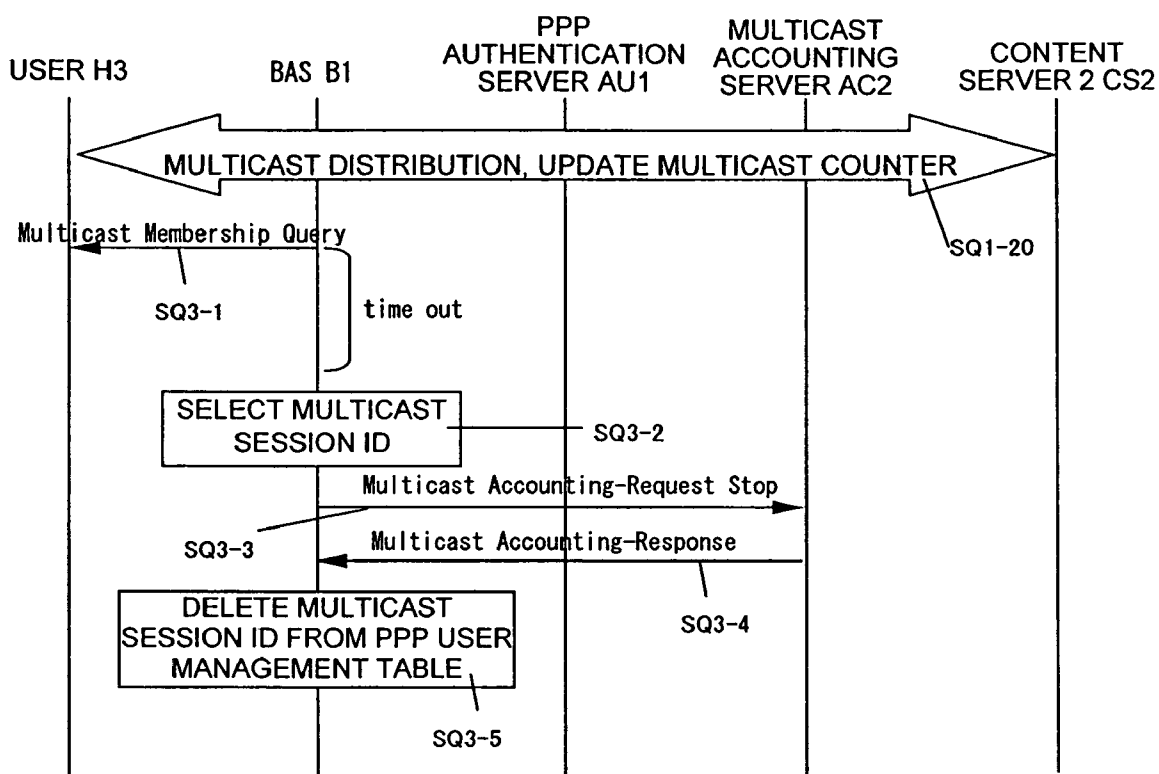 USER H3
BAS B1
PPP
AUTHENTICATION
SERVER AU1
MULTICAST
ACCOUNTING
SERVER AC2
CONTENT
SERVER 2 CS2
MULTICAST DISTRIBUTION, UPDATE MULTICAST COUNTER
SQ1-20
Multicast Membership Query
SQ3-1
time out
SELECT MULTICAST
SESSION ID
SQ3-2
Multicast Accounting-Request Stop
SQ3-3
Multicast Accounting-Response
SQ3-4
DELETE MULTICAST
SESSION ID FROM PPP USER
MANAGEMENT TABLE
SQ3-5